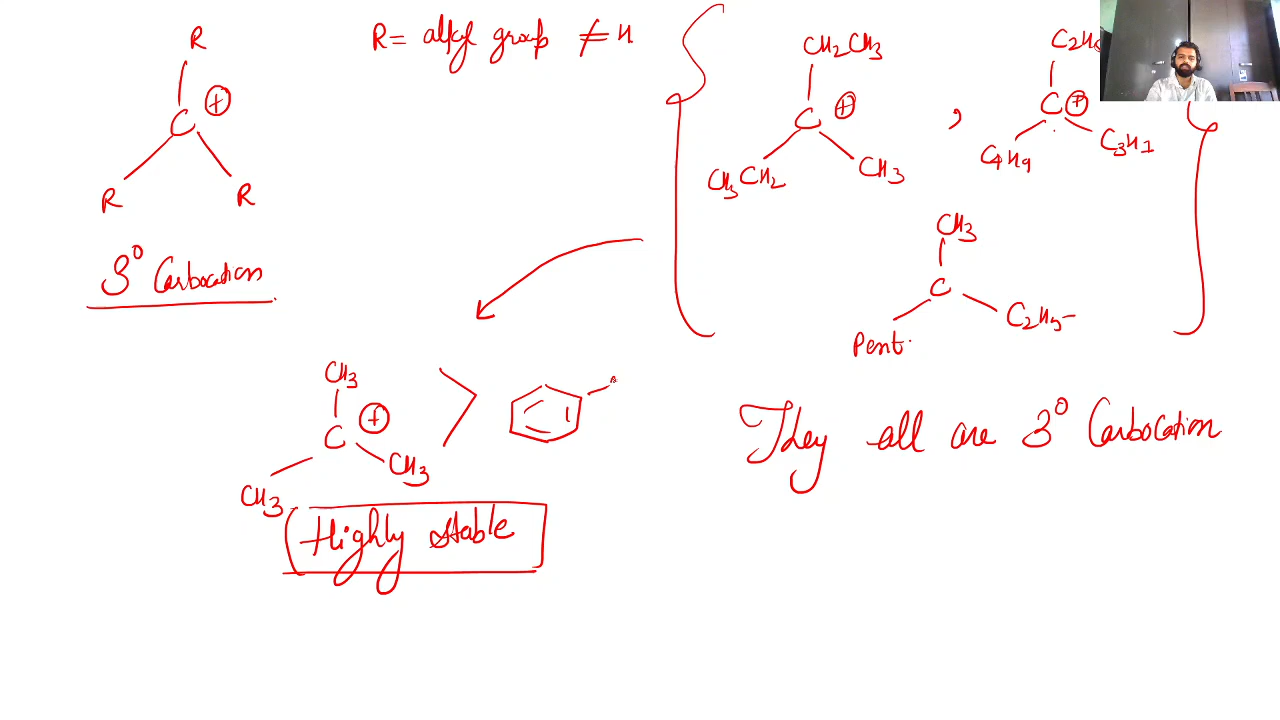 R
R = alkyl group ≠ H
C ⊕
R R
3° Carbocation
CH2CH3
C ⊕
CH3CH2 CH3
,
C2H5
C ⊕
C4H9 C3H7
CH3
C
Pent. C2H5
CH3
C ⊕
CH3 CH3
>
Highly stable
They all are 3° Carbocation